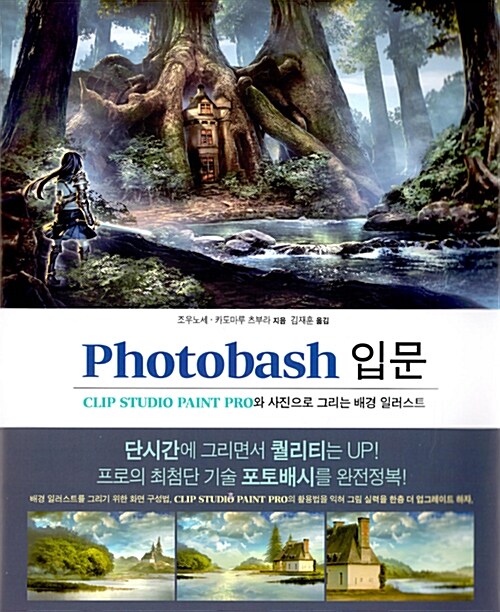 조우노세 · 카도마루 츠부라 지음 김재훈 옮김
Photobash 입문
CLIP STUDIO PAINT PRO와 사진으로 그리는 배경 일러스트
단시간에 그리면서 퀄리티는 UP!
프로의 최첨단 기술 포토배시를 완전정복!
배경 일러스트를 그리기 위한 화면 구성법, CLIP STUDIO PAINT PRO의 활용법을 익혀 그림 실력을 한층 더 업그레이드 하자.